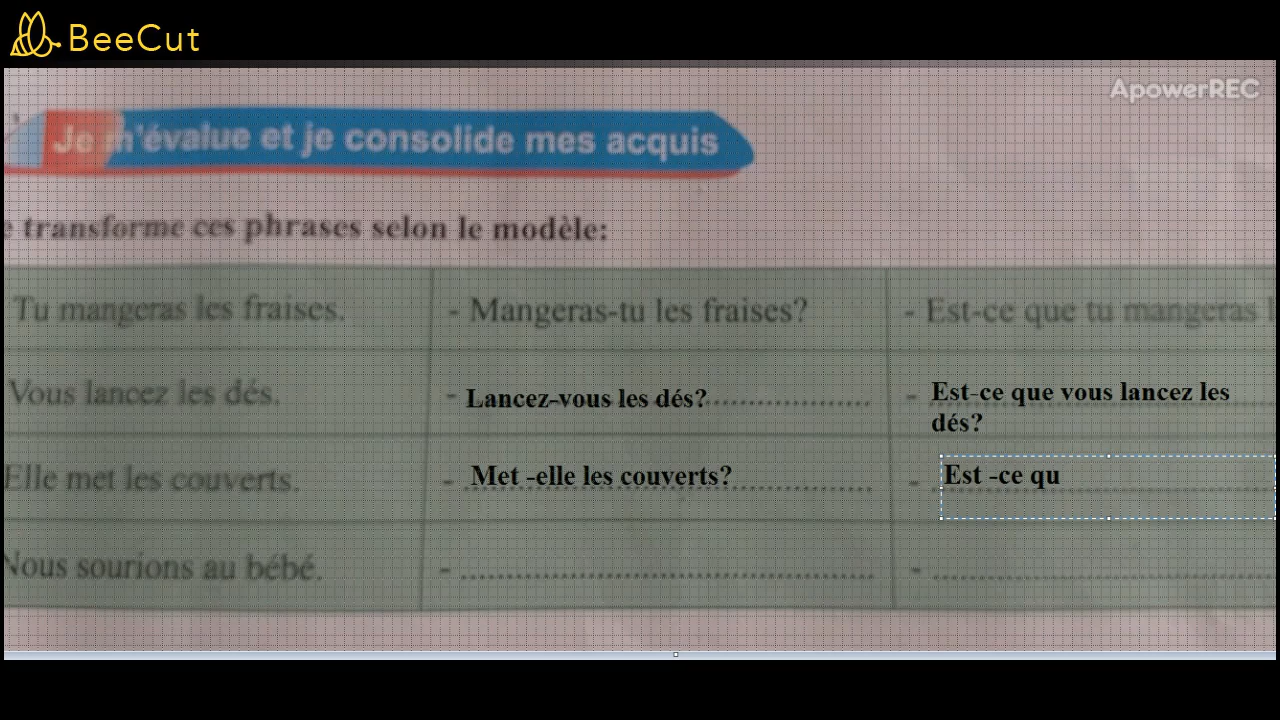 BeeCut
ApowerREC
Je m'évalue et je consolide mes acquis
transforme ces phrases selon le modèle:
Tu mangeras les fraises. - Mangeras-tu les fraises? - Est-ce que tu mangeras
Vous lancez les dés. - Lancez-vous les dés? - Est-ce que vous lancez les
dés?
Elle met les couverts. - Met -elle les couverts? - Est -ce qu
Nous sourions au bébé. - -